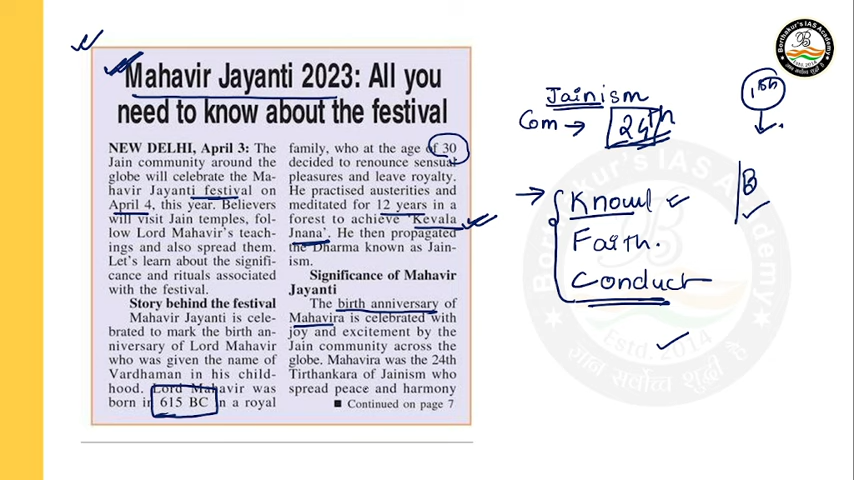 Mahavir Jayanti 2023: All you
need to know about the festival
NEW DELHI, April 3: The
Jain community around the
globe will celebrate the Ma-
havir Jayanti festival on
April 4, this year. Believers
will visit Jain temples, fol-
low Lord Mahavir's teach-
ings and also spread them.
Let's learn about the signifi-
cance and rituals associated
with the festival.
Story behind the festival
Mahavir Jayanti is cele-
brated to mark the birth an-
niversary of Lord Mahavir
who was given the name of
Vardhaman in his child-
hood. Lord Mahavir was
born in 615 BC in a royal
family, who at the age of 30
decided to renounce sensual
pleasures and leave royalty.
He practised austerities and
meditated for 12 years in a
forest to achieve 'Kevala
Jnana'. He then propagated
the Dharma known as Jain-
ism.
Significance of Mahavir
Jayanti
The birth anniversary of
Mahavira is celebrated with
joy and excitement by the
Jain community across the
globe. Mahavira was the 24th
Tirthankara of Jainism who
spread peace and harmony
■ Continued on page 7
Jainism
Com → 24th
→ Knowl
Faith.
Conduct
B
Borthakur's IAS Academy
B
Borthakur's IAS Academy
Estd. 2014
ज्ञान सर्वोच्च शुद्धी है